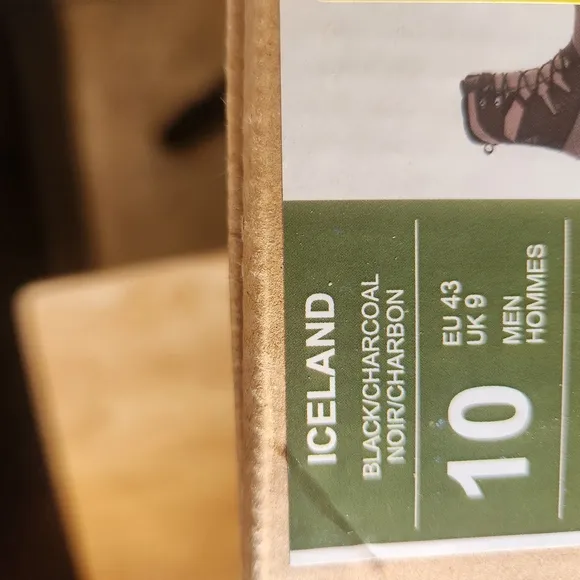 ICELAND
BLACK/CHARCOAL
NOIR/CHARBON
10
EU 43
UK 9
MEN
HOMMES